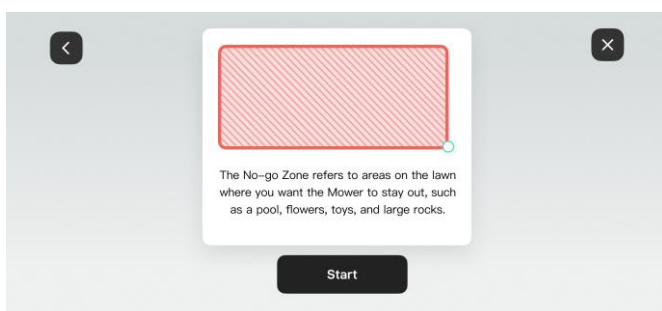 The No-go Zone refers to areas on the lawn
where you want the Mower to stay out, such
as a pool, flowers, toys, and large rocks.
Start